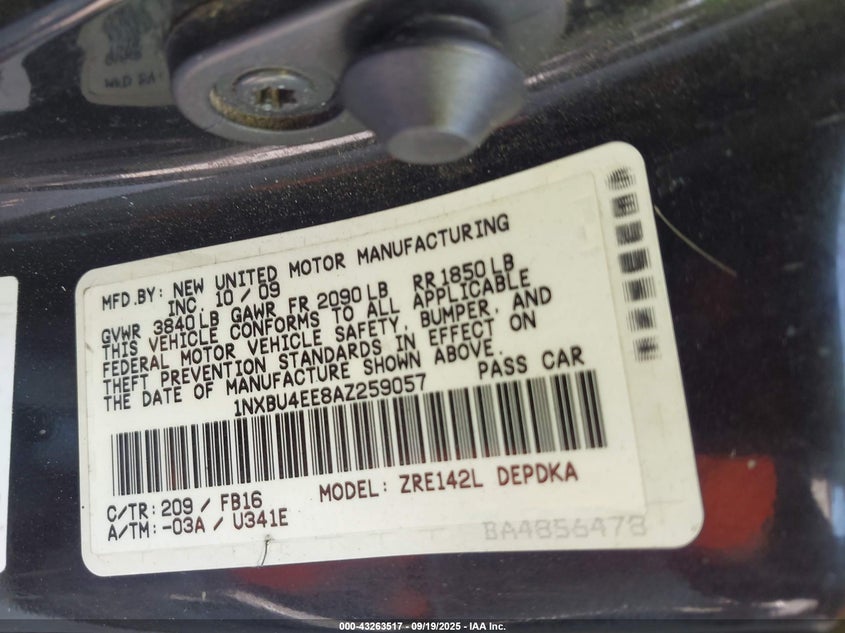 MFD.BY: NEW UNITED MOTOR MANUFACTURING
INC. 10 / 09
GVWR 3840 LB GAWR FR 2090 LB RR 1850 LB
THIS VEHICLE CONFORMS TO ALL APPLICABLE
FEDERAL MOTOR VEHICLE SAFETY, BUMPER, AND
THEFT PREVENTION STANDARDS IN EFFECT ON
THE DATE OF MANUFACTURE SHOWN ABOVE.
1NXBU4EE8AZ259057 PASS CAR
C/TR: 209 / FB16 MODEL: ZRE142L DEPDKA
A/TM: -03A / U341E
BA4856478
000-43263517 - 09/19/2025 - IAA Inc.